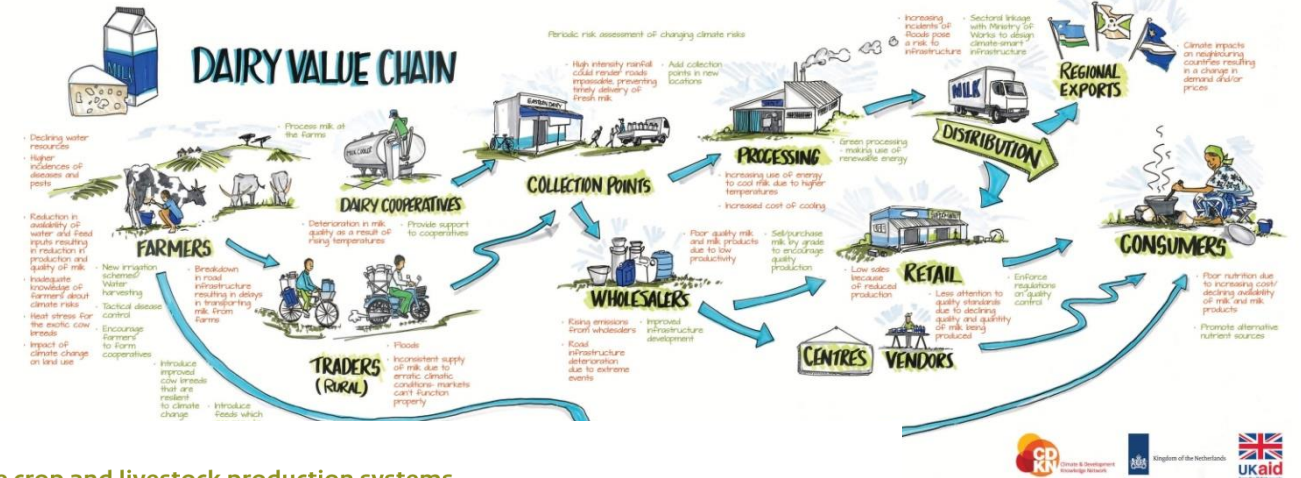 DAIRY VALUE CHAIN
MILK
Periodic risk assessment of changing climate risks
· Declining water
resources
· Higher
incidences of
diseases and
pests
· Reduction in
availability of
water and feed
inputs resulting
in reduction in
production and
quality of milk
· Inadequate
knowledge of
farmers about
climate risks
· Heat stress for
the exotic cow
breeds
· Impact of
climate change
on land use
FARMERS
· New irrigation
schemes/
Water
harvesting
· Tactical disease
control
· Encourage
farmers
to form
cooperatives
· Introduce
improved
cow breeds
that are
resilient
to climate
change
· Introduce
feeds which
· Process milk at
the farms
DAIRY COOPERATIVES
· Deterioration in milk
quality as a result of
rising temperatures
· Provide support
to cooperatives
· Breakdown
in road
infrastructure
resulting in delays
in transporting
milk from
farms
TRADERS
(RURAL)
· Floods
· Inconsistent supply
of milk due to
erratic climatic
conditions- markets
can't function
properly
· High intensity rainfall
could render roads
impassable, preventing
timely delivery of
fresh milk.
· Add collection
points in new
locations
COLLECTION POINTS
WHOLESALERS
· Rising emissions
from wholesalers
· Road
infrastructure
deterioration
due to extreme
events
· Improved
infrastructure
development
· Poor quality milk
and milk products
due to low
productivity
· Sell/purchase
milk by grade
to encourage
quality
production
PROCESSING
· Increasing use of energy
to cool milk due to higher
temperatures
· Increased cost of cooling
· Green processing
- making use of
renewable energy
· Increasing
incidents of
floods pose
a risk to
infrastructure
· Sectoral linkage
with Ministry of
Works to design
climate-smart
infrastructure
MILK
DISTRIBUTION
REGIONAL
EXPORTS
· Climate impacts
on neighbouring
countries resulting
in a change in
demand and/or
prices
RETAIL
· Low sales
because
of reduced
production
· Less attention to
quality standards
due to declining
quality and quantity
of milk being
produced
· Enforce
regulations
on quality
control
CENTRES
VENDORS
CONSUMERS
· Poor nutrition due
to increasing cost/
declining availability
of milk and milk
products
· Promote alternative
nutrient sources
crop and livestock production systems
CDKN
Climate & Development
Knowledge Network
Kingdom of the Netherlands
UKaid